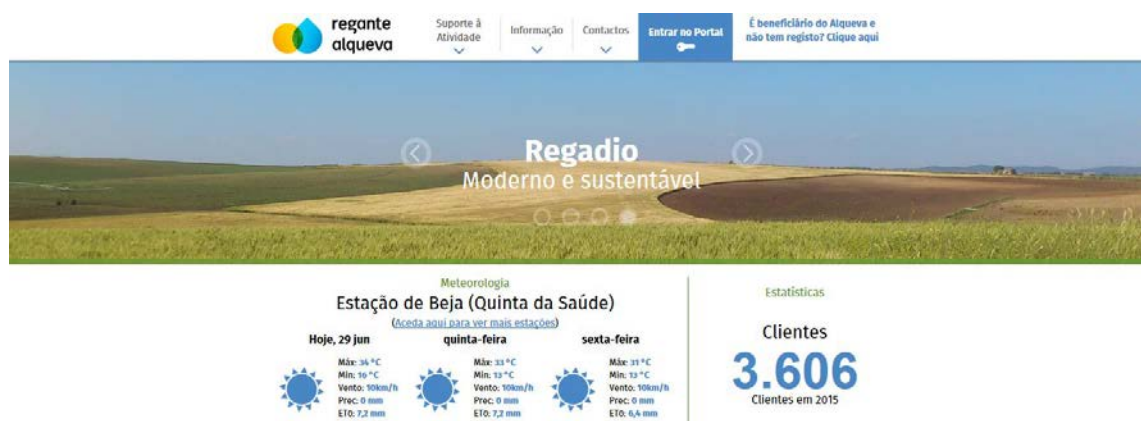 regante
alqueva
Suporte à
Atividade
Informação
Contactos
Entrar no Portal
É beneficiário do Alqueva e
não tem registo? Clique aqui
Regadio
Moderno e sustentável
Meteorologia
Estação de Beja (Quinta da Saúde)
(Aceda aqui para ver mais estações)
Hoje, 29 jun
Máx: 34 °C
Min: 16 °C
Vento: 10km/h
Prec: 0 mm
ET0: 7,2 mm
quinta-feira
Máx: 33 °C
Min: 13 °C
Vento: 10km/h
Prec: 0 mm
ET0: 7,2 mm
sexta-feira
Máx: 31 °C
Min: 13 °C
Vento: 10km/h
Prec: 0 mm
ET0: 6,4 mm
Estatísticas
Clientes
3.606
Clientes em 2015